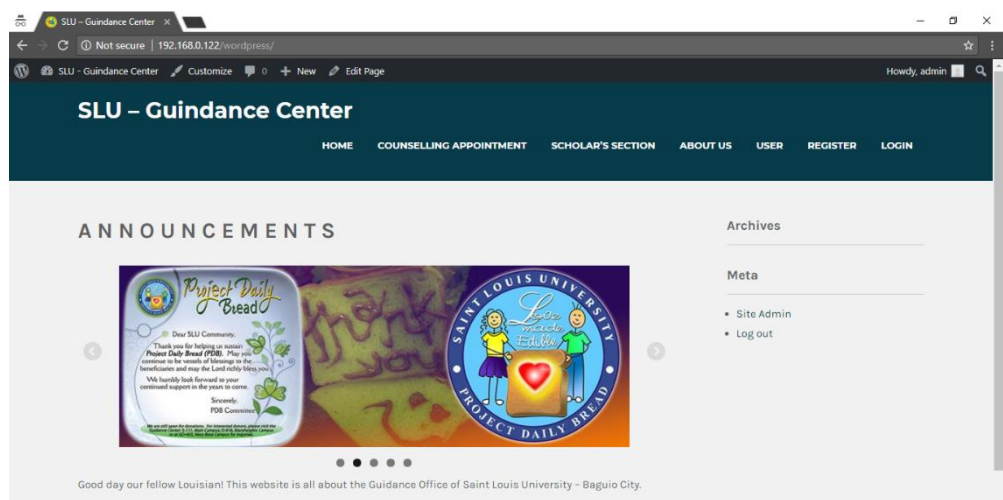 SLU – Guindance Center
Not secure | 192.168.0.122/wordpress/
SLU - Guindance Center Customize 0 New Edit Page Howdy, admin
SLU – Guindance Center
HOME COUNSELLING APPOINTMENT SCHOLAR'S SECTION ABOUT US USER REGISTER LOGIN
ANNOUNCEMENTS
Project Daily
Bread
Dear SLU Community,
Thank you for helping us sustain
Project Daily Bread (PDB). May you
continue to be vessels of blessings to the
beneficiaries and may the Lord richly bless you
We humbly look forward to your
continued support in the years to come.
Sincerely,
PDB Committee
thank
you
SAINT LOUIS UNIVERSITY
Love
made
Edible
PROJECT DAILY BREAD
Good day our fellow Louisian! This website is all about the Guidance Office of Saint Louis University – Baguio City.
Archives
Meta
Site Admin
Log out